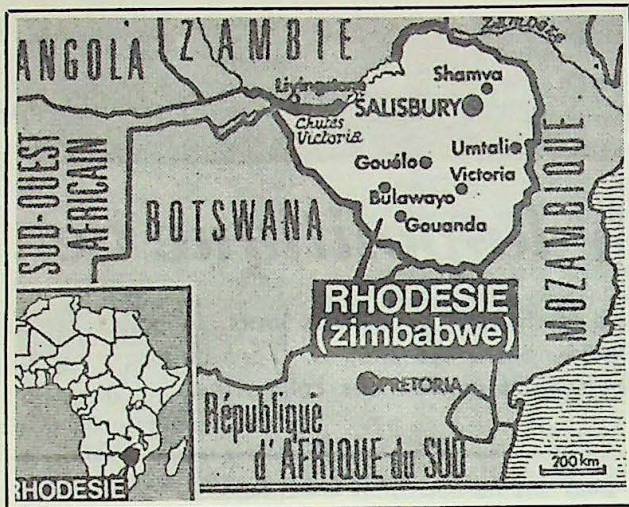 ANGOLA
ZAMBIE
Zambèze
Livingstone
Chutes
Victoria
Shamva
SALISBURY
Gouélo
Umtalie
Victoria
Bulawayo
Gouanda
SUD-OUEST
AFRICAIN
BOTSWANA
MOZAMBIQUE
RHODESIE
(zimbabwe)
PRETORIA
République
d'AFRIQUE du SUD
200 km
RHODESIE